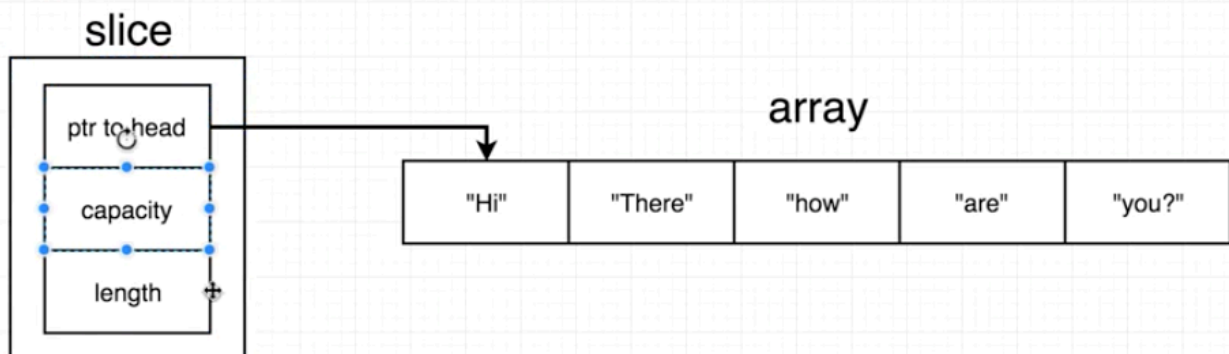 slice
ptr to head
capacity
length
array
"Hi" "There" "how" "are" "you?"